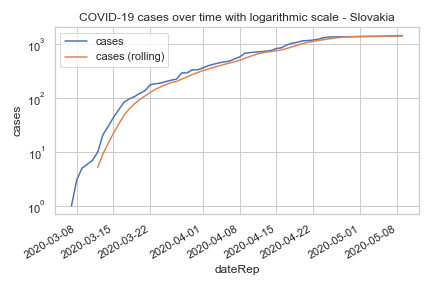 COVID-19 cases over time with logarithmic scale - Slovakia
cases
cases (rolling)
10³
10²
10¹
10⁰
cases
2020-03-08
2020-03-15
2020-03-22
2020-04-01
2020-04-08
2020-04-15
2020-04-22
2020-05-01
2020-05-08
dateRep